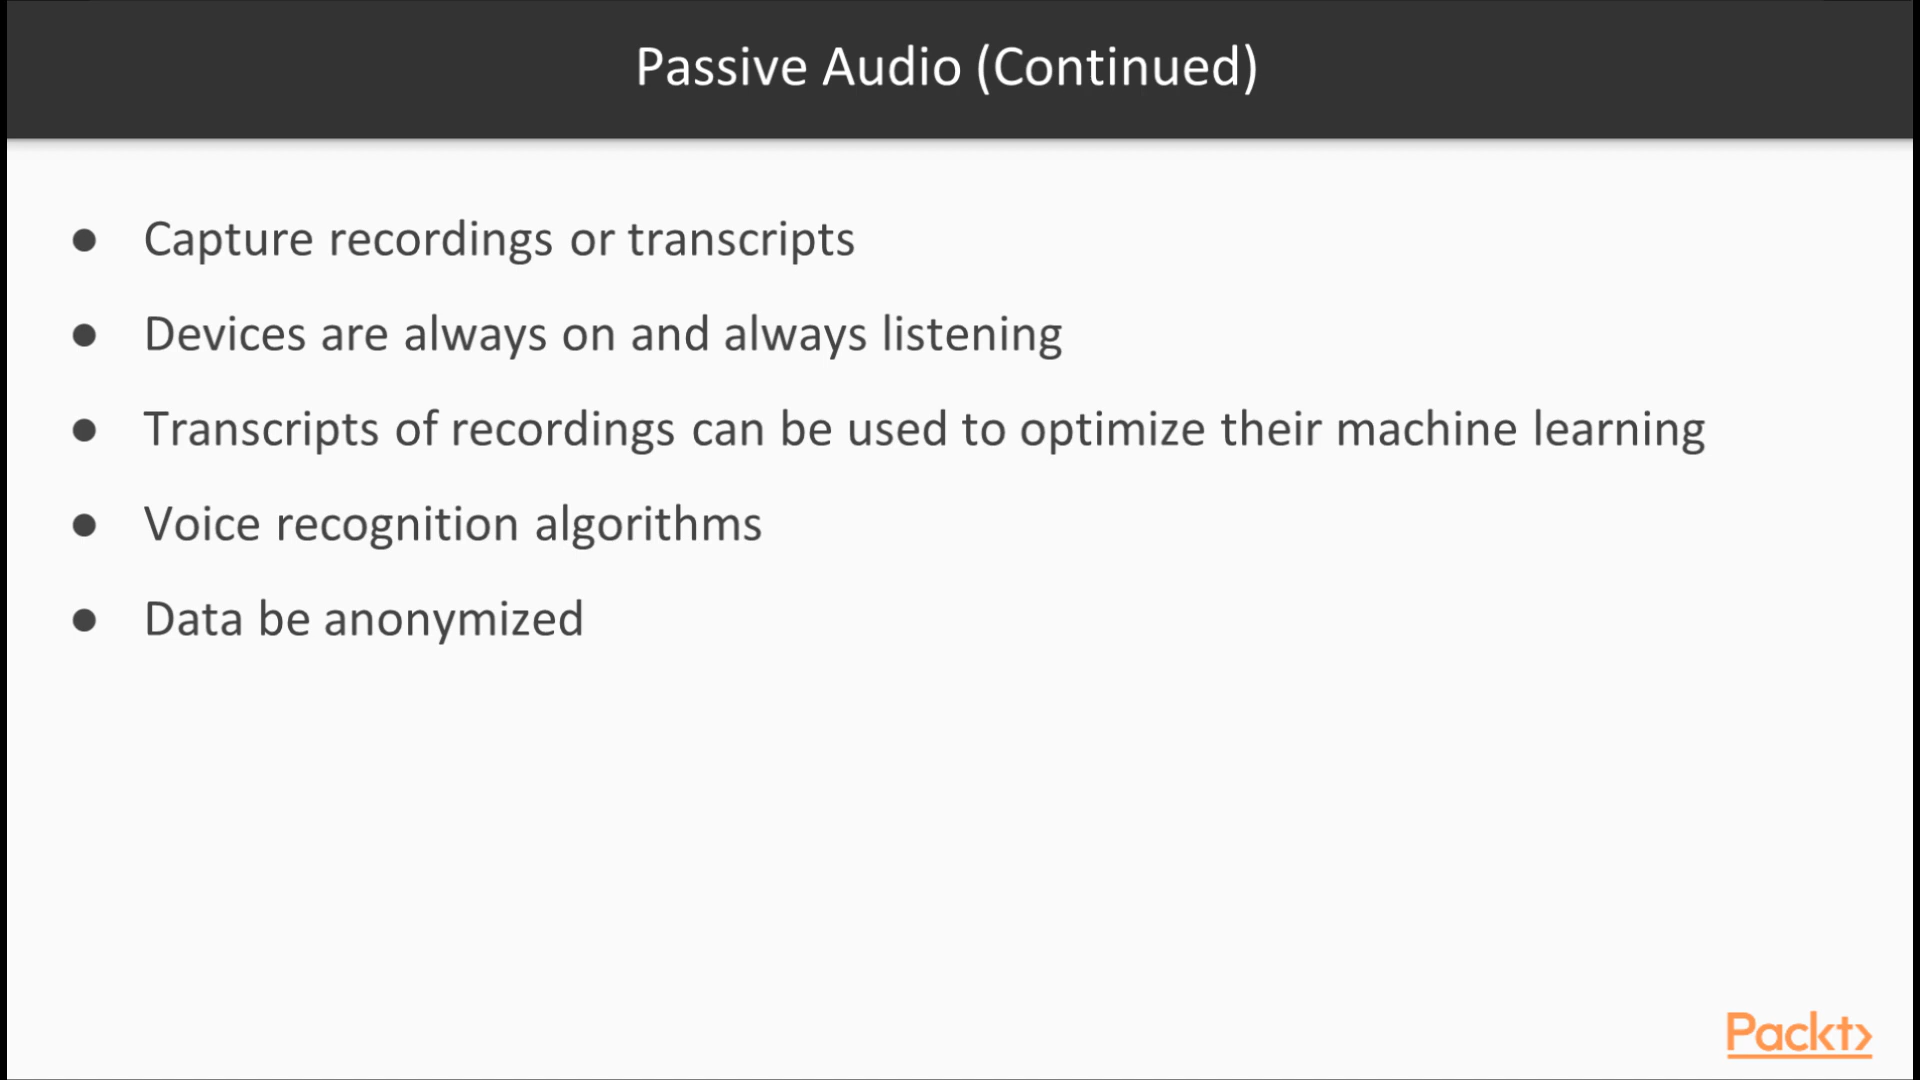 Passive Audio (Continued)
● Capture recordings or transcripts
● Devices are always on and always listening
● Transcripts of recordings can be used to optimize their machine learning
● Voice recognition algorithms
● Data be anonymized
Packt>